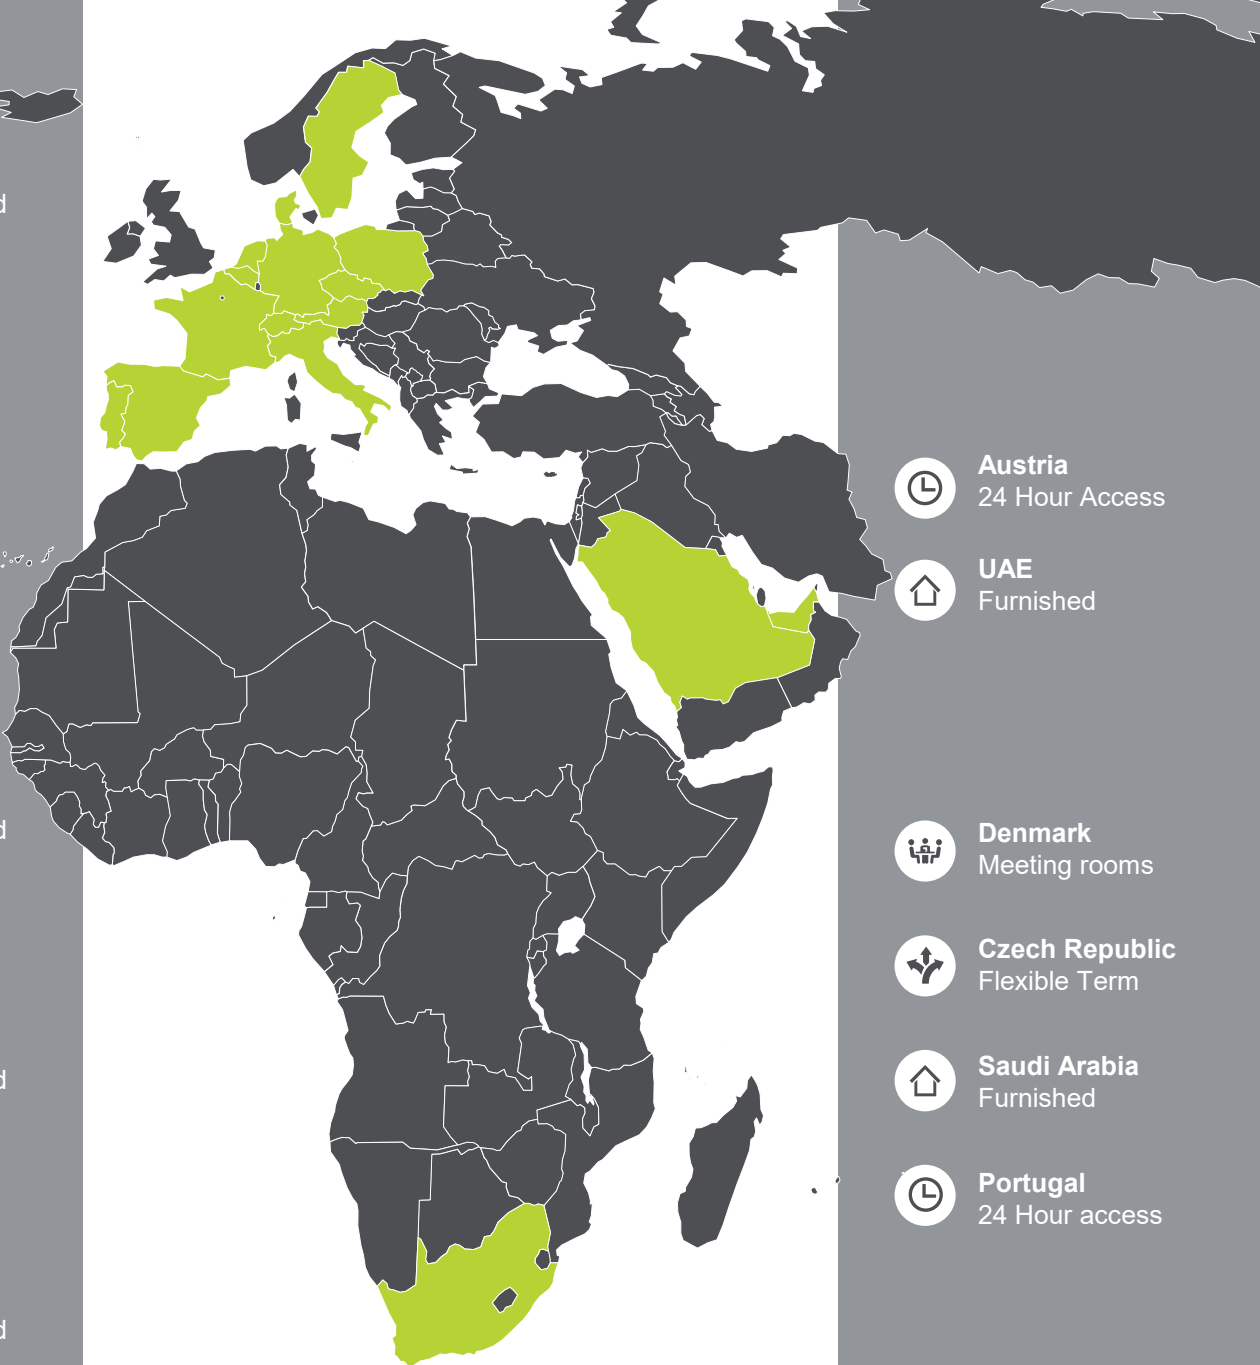 d
d
d
d
Austria
24 Hour Access
UAE
Furnished
Denmark
Meeting rooms
Czech Republic
Flexible Term
Saudi Arabia
Furnished
Portugal
24 Hour access